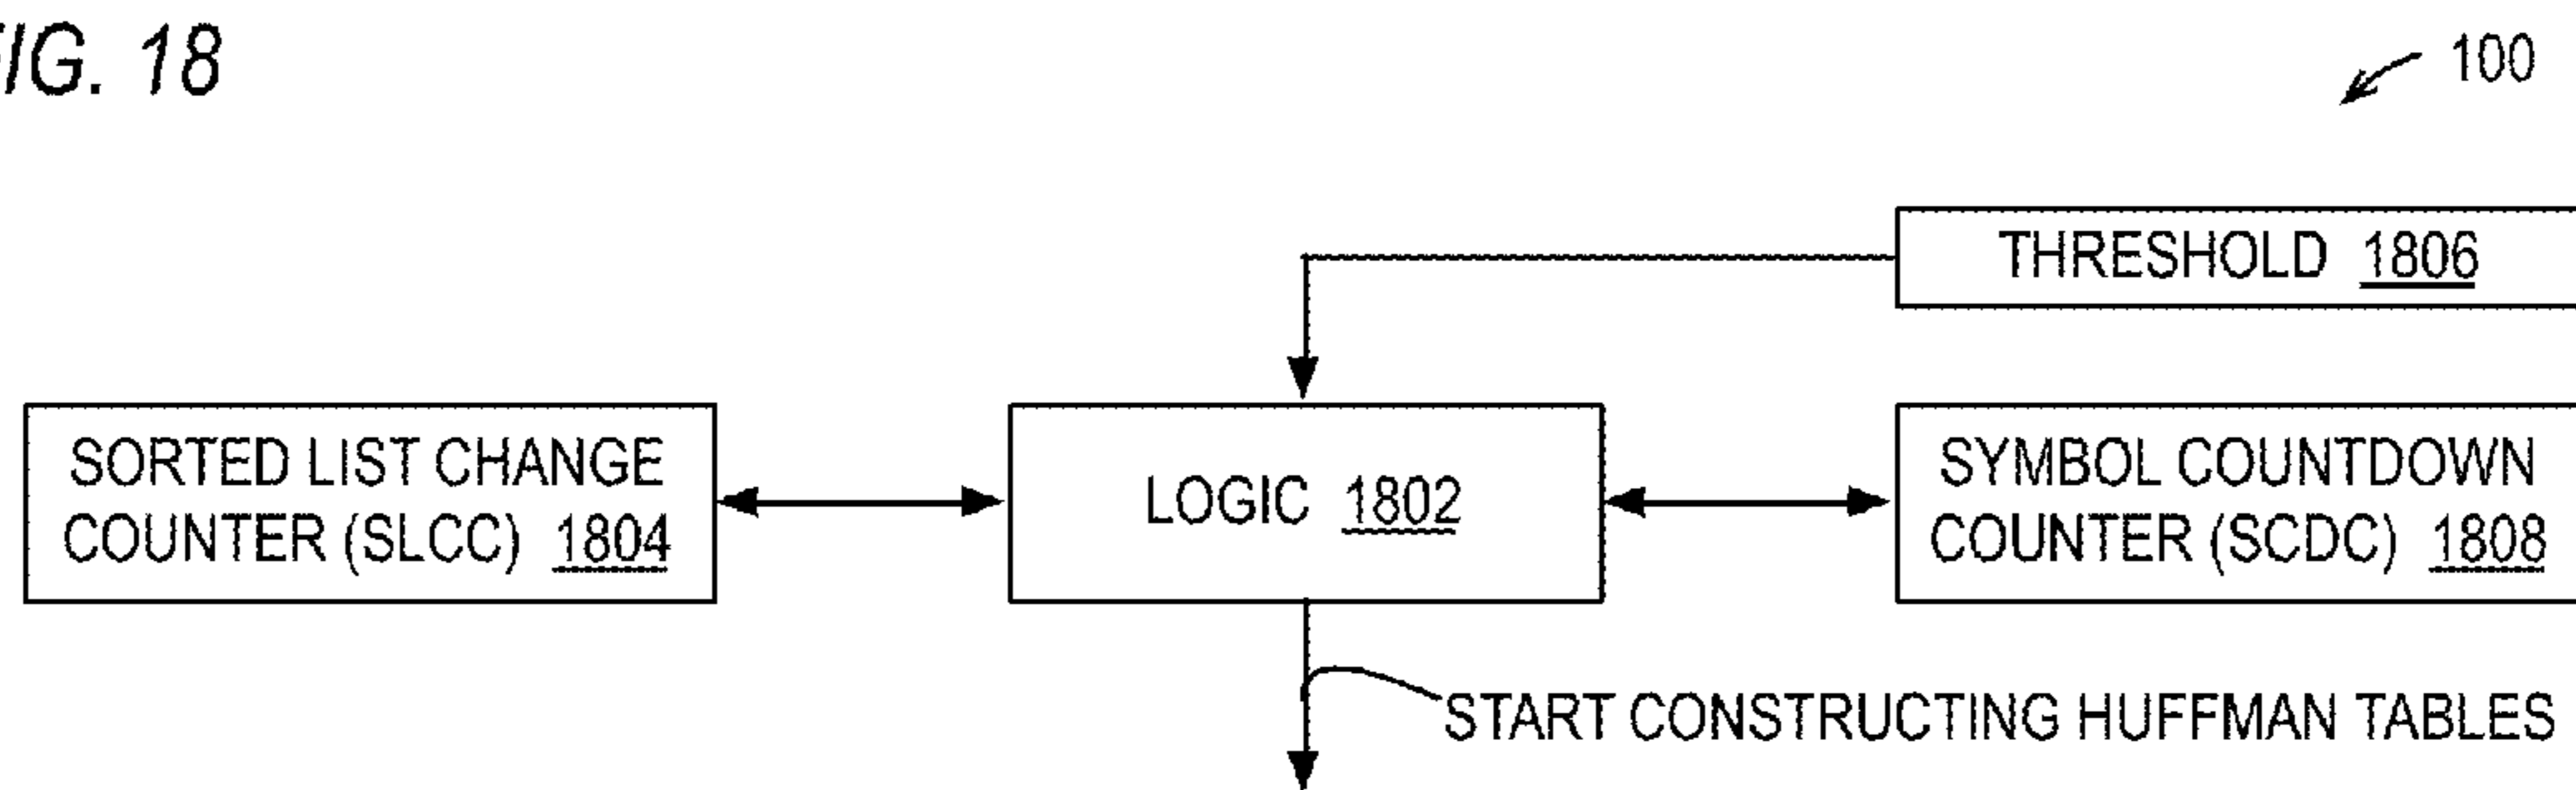 FIG. 18
100
THRESHOLD 1806
SORTED LIST CHANGE
COUNTER (SLCC) 1804
LOGIC 1802
SYMBOL COUNTDOWN
COUNTER (SCDC) 1808
START CONSTRUCTING HUFFMAN TABLES